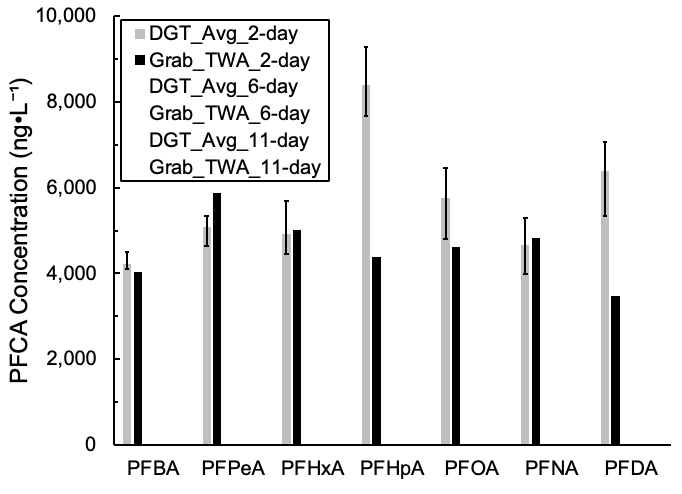 10,000
8,000
6,000
4,000
2,000
0
PFCA Concentration (ng•L⁻¹)
DGT_Avg_2-day
Grab_TWA_2-day
DGT_Avg_6-day
Grab_TWA_6-day
DGT_Avg_11-day
Grab_TWA_11-day
PFBA PFPeA PFHxA PFHpA PFOA PFNA PFDA